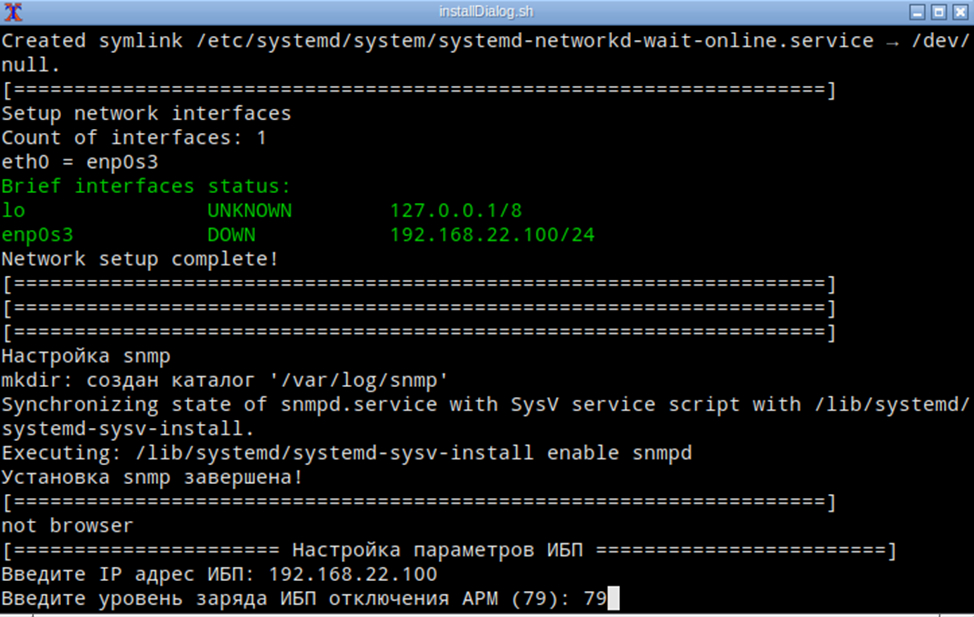 installDialog.sh
Created symlink /etc/systemd/system/systemd-networkd-wait-online.service → /dev/
null.
[===================================================================]
Setup network interfaces
Count of interfaces: 1
eth0 = enp0s3
Brief interfaces status:
lo               UNKNOWN        127.0.0.1/8
enp0s3           DOWN           192.168.22.100/24
Network setup complete!
[===================================================================]
[===================================================================]
[===================================================================]
Настройка snmp
mkdir: создан каталог '/var/log/snmp'
Synchronizing state of snmpd.service with SysV service script with /lib/systemd/
systemd-sysv-install.
Executing: /lib/systemd/systemd-sysv-install enable snmpd
Установка snmp завершена!
[===================================================================]
not browser
[====================== Настройка параметров ИБП ========================]
Введите IP адрес ИБП: 192.168.22.100
Введите уровень заряда ИБП отключения АРМ (79): 79